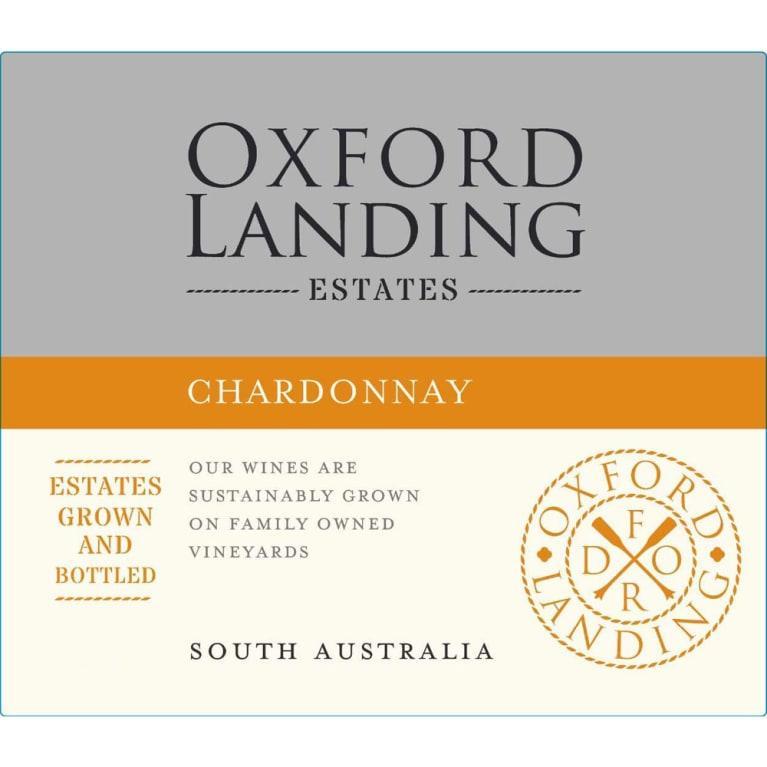 OXFORD
LANDING
ESTATES
CHARDONNAY
ESTATES
GROWN
AND
BOTTLED
OUR WINES ARE
SUSTAINABLY GROWN
ON FAMILY OWNED
VINEYARDS
SOUTH AUSTRALIA
OXFORD
LANDING
F
D O
R